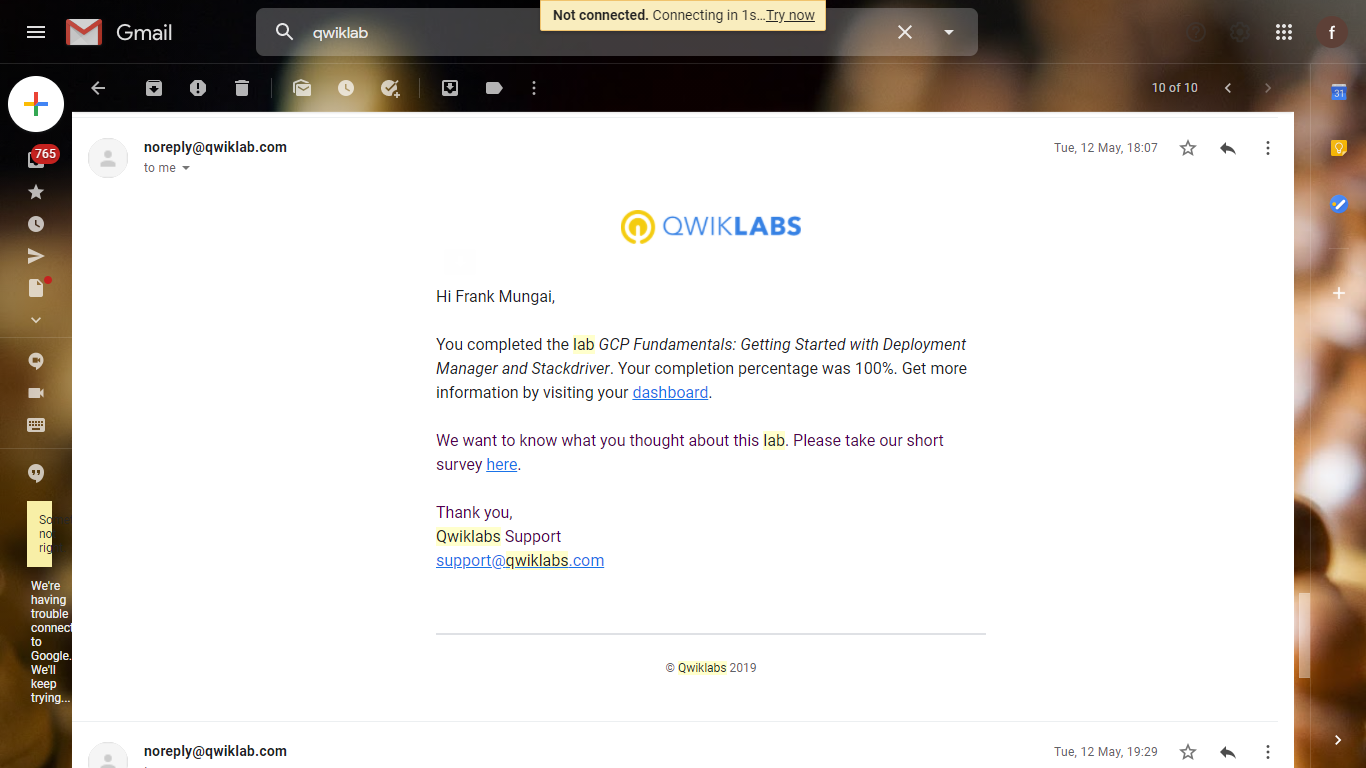 Not connected. Connecting in 1s...Try now
Gmail
qwiklab
f
10 of 10
31
765
noreply@qwiklab.com
Tue, 12 May, 18:07
to me
QWIKLABS
Hi Frank Mungai,
You completed the lab GCP Fundamentals: Getting Started with Deployment
Manager and Stackdriver. Your completion percentage was 100%. Get more
information by visiting your dashboard.
We want to know what you thought about this lab. Please take our short
survey here.
Thank you,
Qwiklabs Support
support@qwiklabs.com
© Qwiklabs 2019
We're
having
trouble
connect
to
Google.
We'll
keep
trying...
noreply@qwiklab.com
Tue, 12 May, 19:29